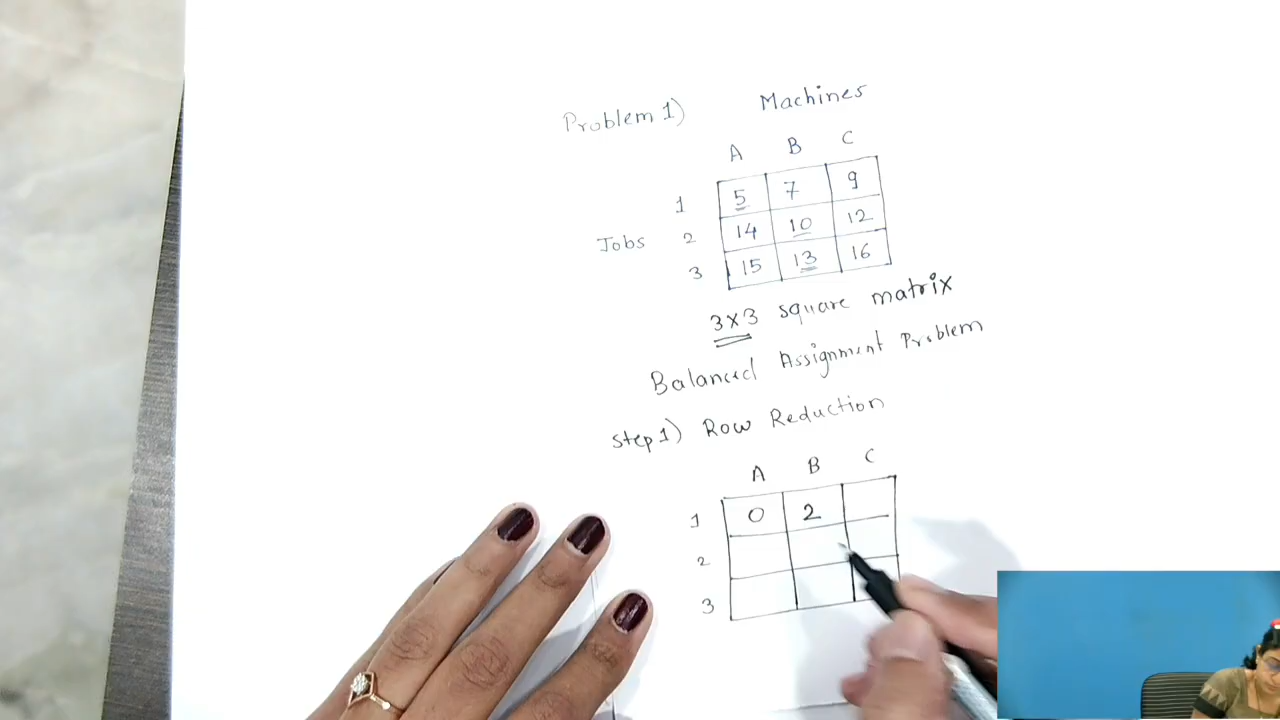 Problem 1) Machines
A B C
1 5 7 9
Jobs 2 14 10 12
3 15 13 16
3x3 square matrix
Balanced Assignment Problem
Step 1) Row Reduction
A B C
1 0 2
2
3